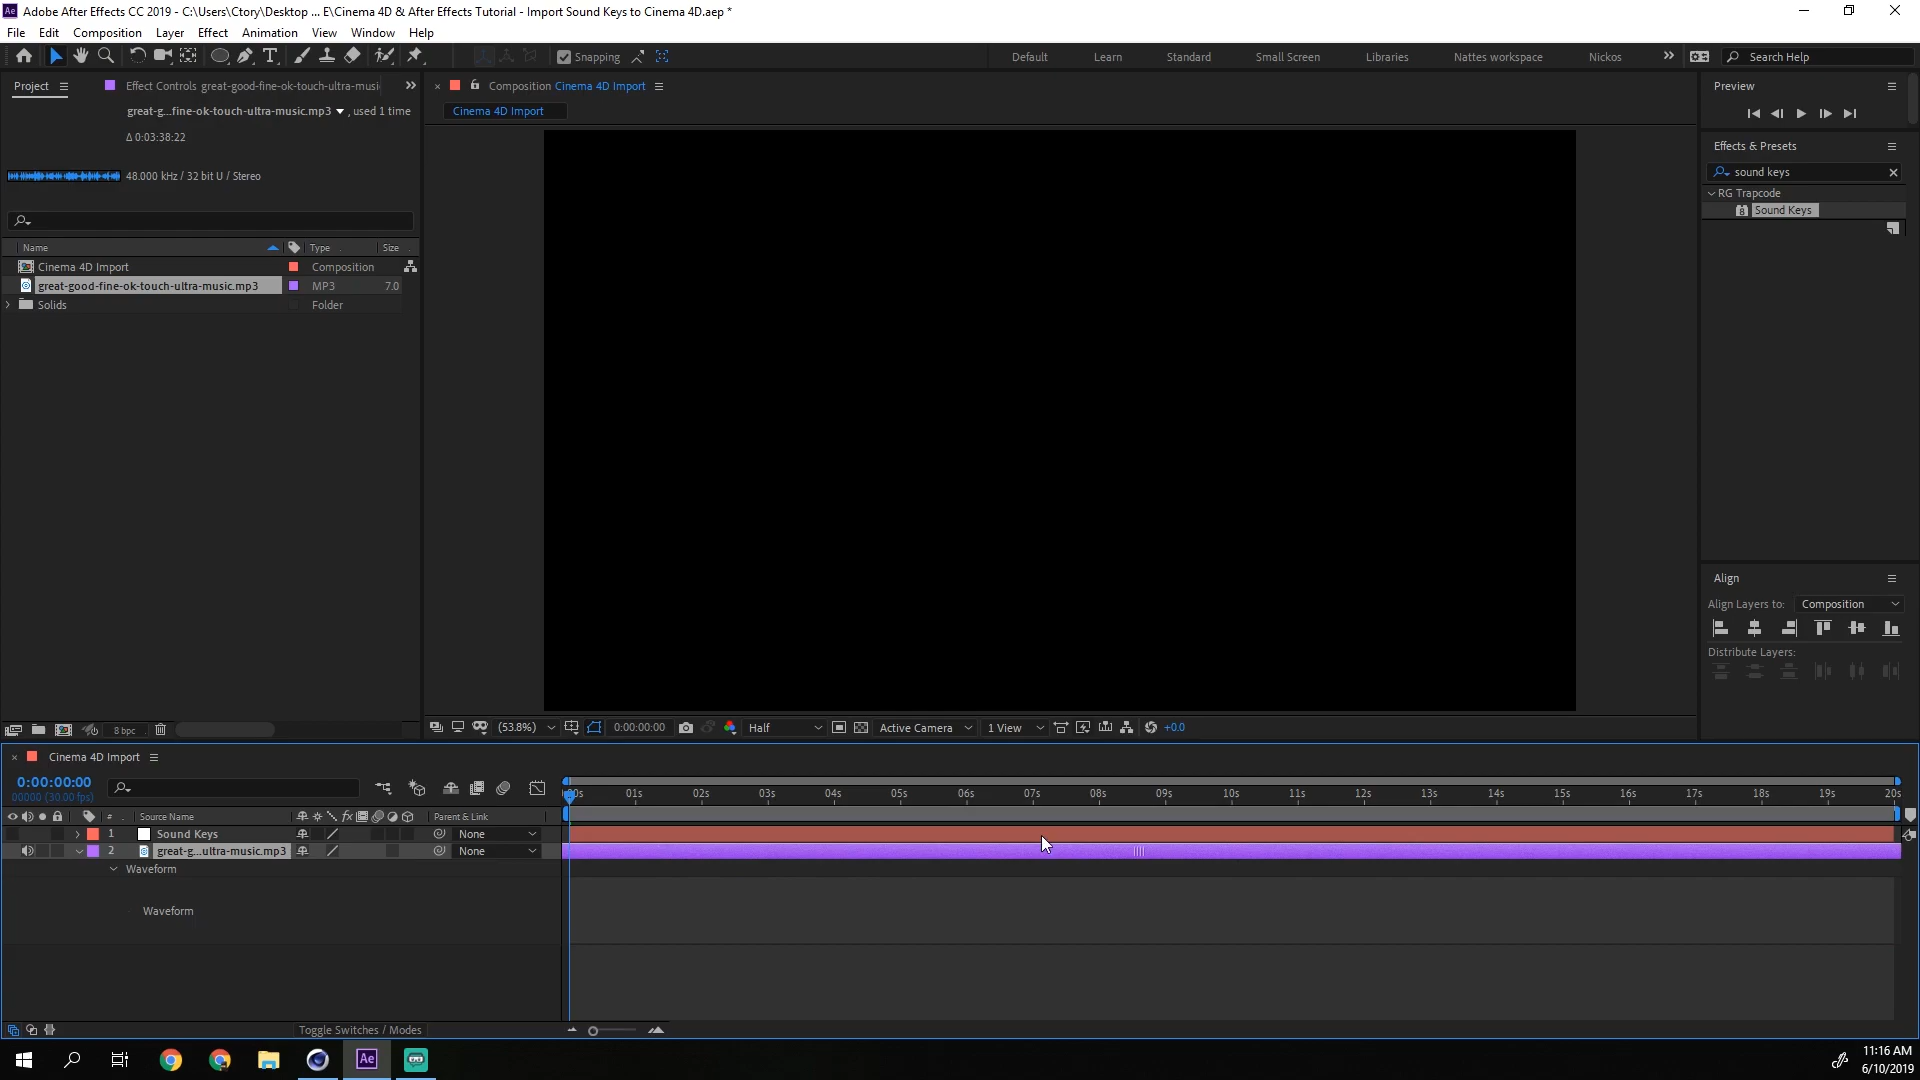 Adobe After Effects CC 2019 - C:\Users\Ctory\Desktop ... E\Cinema 4D & After Effects Tutorial - Import Sound Keys to Cinema 4D.aep *
File Edit Composition Layer Effect Animation View Window Help
Snapping Default Learn Standard Small Screen Libraries Nattes workspace Nickos Search Help
Project Effect Controls great-good-fine-ok-touch-ultra-musi
Composition Cinema 4D Import
Preview
great-g...fine-ok-touch-ultra-music.mp3 , used 1 time
Cinema 4D Import
Δ 0:03:38:22
Effects & Presets
48.000 kHz / 32 bit U / Stereo
sound keys
RG Trapcode
Sound Keys
Name Type Size
Cinema 4D Import Composition
great-good-fine-ok-touch-ultra-music.mp3 MP3 7.0
Solids Folder
Align
Align Layers to: Composition
Distribute Layers:
8 bpc
(53.8%) 0:00:00:00 Half Active Camera 1 View +0.0
Cinema 4D Import
0:00:00:00
00000 (30.00 fps)
01s 02s 03s 04s 05s 06s 07s 08s 09s 10s 11s 12s 13s 14s 15s 16s 17s 18s 19s 20s
# Source Name Parent & Link
1 Sound Keys None
2 great-g...ultra-music.mp3 None
Waveform
Waveform
Toggle Switches / Modes
Ae
11:16 AM
6/10/2019